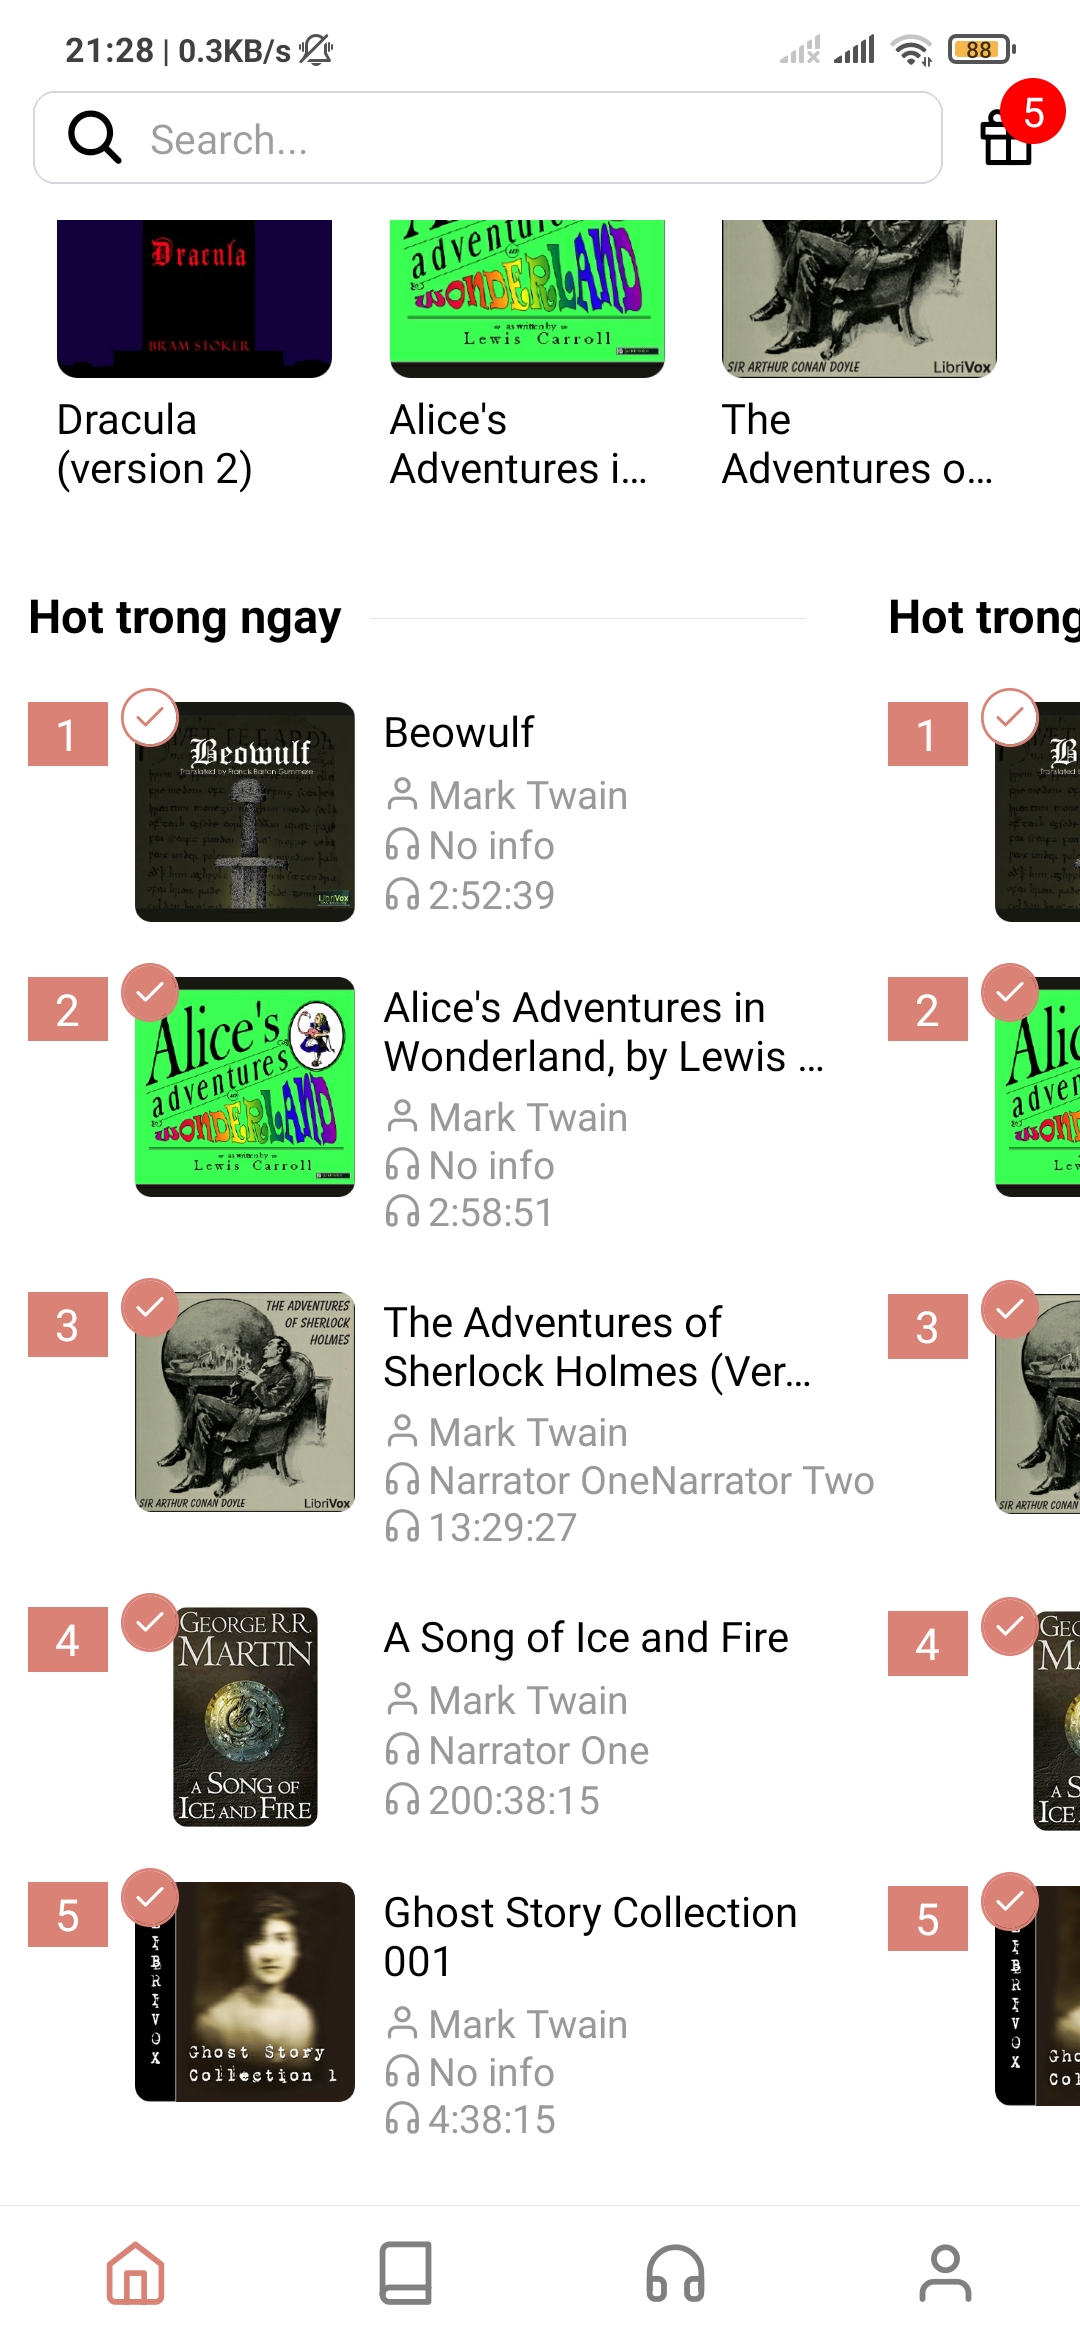 21:28 | 0.3KB/s
88
Search...
5
Dracula
BRAM STOKER
adventures
in
WONDERLAND
as written by
Lewis Carroll
SIR ARTHUR CONAN DOYLE LibriVox
Dracula
(version 2)
Alice's
Adventures i...
The
Adventures o...
Hot trong ngay
Hot trong
1
Beowulf
Translated by Francis Barton Gummere
LibriVox
Beowulf
Mark Twain
No info
2:52:39
1
2
Alice's
adventures
in
WONDERLAND
as written by
Lewis Carroll
Alice's Adventures in
Wonderland, by Lewis ...
Mark Twain
No info
2:58:51
2
3
THE ADVENTURES
OF SHERLOCK
HOLMES
SIR ARTHUR CONAN DOYLE LibriVox
The Adventures of
Sherlock Holmes (Ver...
Mark Twain
Narrator OneNarrator Two
13:29:27
3
SIR ARTHUR CONAN
4
GEORGE R.R.
MARTIN
A SONG OF
ICE AND FIRE
A Song of Ice and Fire
Mark Twain
Narrator One
200:38:15
4
5
LIBRIVOX
Ghost Story
Collection 1
Ghost Story Collection
001
Mark Twain
No info
4:38:15
5
LIBRIVOX